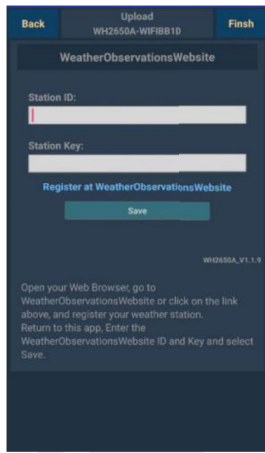 Back Upload Finsh
WH2650A-WIFIBB1D
WeatherObservationsWebsite
Station ID:
Station Key:
Register at WeatherObservationsWebsite
Save
WH2650A_V1.1.9
Open your Web Browser, go to
WeatherObservationsWebsite or click on the link
above, and register your weather station.
Return to this app, Enter the
WeatherObservationsWebsite ID and Key and select
Save.